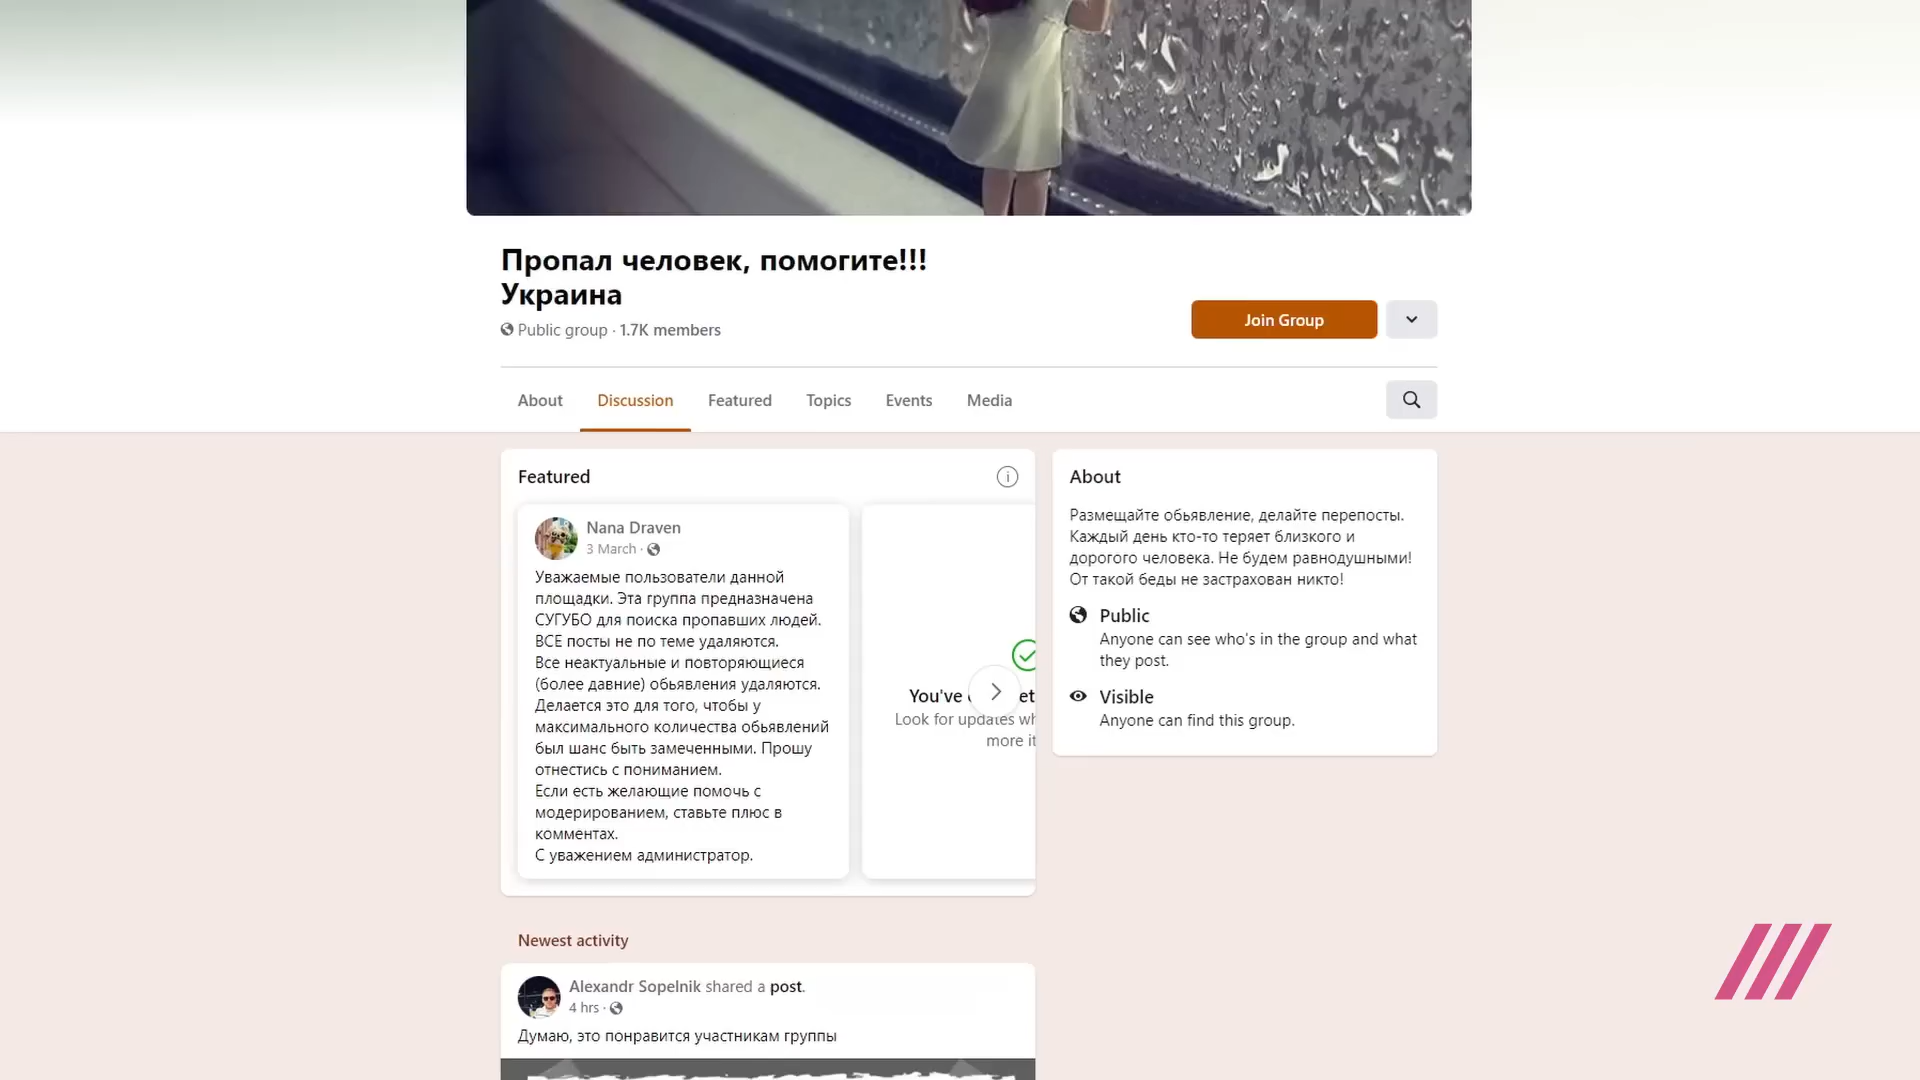 Пропал человек, помогите!!!
Украина
Public group · 1.7K members
Join Group
About
Discussion
Featured
Topics
Events
Media
Featured
Nana Draven
3 March ·
Уважаемые пользователи данной
площадки. Эта группа предназначена
СУГУБО для поиска пропавших людей.
ВСЕ посты не по теме удаляются.
Все неактуальные и повторяющиеся
(более давние) обьявления удаляются.
Делается это для того, чтобы у
максимального количества обьявлений
был шанс быть замеченными. Прошу
отнестись с пониманием.
Если есть желающие помочь с
модерированием, ставьте плюс в
комментах.
С уважением администратор.
You've
Look for updates
more
About
Размещайте обьявление, делайте перепосты.
Каждый день кто-то теряет близкого и
дорогого человека. Не будем равнодушными!
От такой беды не застрахован никто!
Public
Anyone can see who's in the group and what
they post.
Visible
Anyone can find this group.
Newest activity
Alexandr Sopelnik shared a post.
4 hrs ·
Думаю, это понравится участникам группы